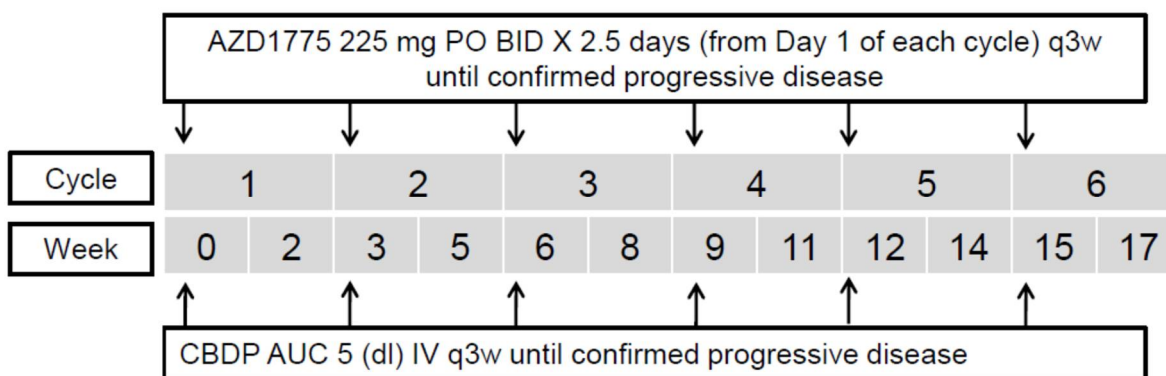 AZD1775 225 mg PO BID X 2.5 days (from Day 1 of each cycle) q3w
until confirmed progressive disease
Cycle 1 2 3 4 5 6
Week 0 2 3 5 6 8 9 11 12 14 15 17
CBDP AUC 5 (dl) IV q3w until confirmed progressive disease